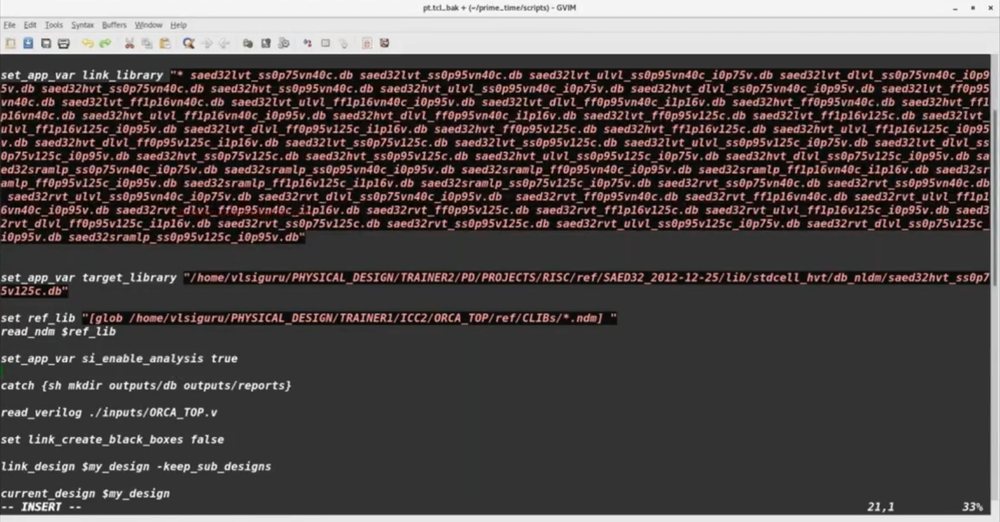 pt.tcl_bak + (~/prime_time/scripts) - GVIM
File Edit Tools Syntax Buffers Window Help
set_app_var link_library "* saed32lvt_ss0p75vn40c.db saed32lvt_ss0p95vn40c.db saed32lvt_ulvl_ss0p95vn40c_i0p75v.db saed32lvt_dlvl_ss0p75vn40c_i0p9
5v.db saed32hvt_ss0p75vn40c.db saed32hvt_ss0p95vn40c.db saed32hvt_ulvl_ss0p95vn40c_i0p75v.db saed32hvt_dlvl_ss0p75vn40c_i0p95v.db saed32lvt_ff0p95
vn40c.db saed32lvt_ff1p16vn40c.db saed32lvt_ulvl_ff1p16vn40c_i0p95v.db saed32lvt_dlvl_ff0p95vn40c_i1p16v.db saed32hvt_ff0p95vn40c.db saed32hvt_ff1
p16vn40c.db saed32hvt_ulvl_ff1p16vn40c_i0p95v.db saed32hvt_dlvl_ff0p95vn40c_i1p16v.db saed32lvt_ff0p95v125c.db saed32lvt_ff1p16v125c.db saed32lvt_
ulvl_ff1p16v125c_i0p95v.db saed32lvt_dlvl_ff0p95v125c_i1p16v.db saed32hvt_ff0p95v125c.db saed32hvt_ff1p16v125c.db saed32hvt_ulvl_ff1p16v125c_i0p95
v.db saed32hvt_dlvl_ff0p95v125c_i1p16v.db saed32lvt_ss0p75v125c.db saed32lvt_ss0p95v125c.db saed32lvt_ulvl_ss0p95v125c_i0p75v.db saed32lvt_dlvl_ss
0p75v125c_i0p95v.db saed32hvt_ss0p75v125c.db saed32hvt_ss0p95v125c.db saed32hvt_ulvl_ss0p95v125c_i0p75v.db saed32hvt_dlvl_ss0p75v125c_i0p95v.db sa
ed32sramlp_ss0p75vn40c_i0p75v.db saed32sramlp_ss0p95vn40c_i0p95v.db saed32sramlp_ff0p95vn40c_i0p95v.db saed32sramlp_ff1p16vn40c_i1p16v.db saed32sr
amlp_ff0p95v125c_i0p95v.db saed32sramlp_ff1p16v125c_i1p16v.db saed32sramlp_ss0p75v125c_i0p75v.db saed32rvt_ss0p75vn40c.db saed32rvt_ss0p95vn40c.db
saed32rvt_ulvl_ss0p95vn40c_i0p75v.db saed32rvt_dlvl_ss0p75vn40c_i0p95v.db  saed32rvt_ff0p95vn40c.db saed32rvt_ff1p16vn40c.db saed32rvt_ulvl_ff1p1
6vn40c_i0p95v.db saed32rvt_dlvl_ff0p95vn40c_i1p16v.db saed32rvt_ff0p95v125c.db saed32rvt_ff1p16v125c.db saed32rvt_ulvl_ff1p16v125c_i0p95v.db saed3
2rvt_dlvl_ff0p95v125c_i1p16v.db saed32rvt_ss0p75v125c.db saed32rvt_ss0p95v125c.db saed32rvt_ulvl_ss0p95v125c_i0p75v.db saed32rvt_dlvl_ss0p75v125c_
i0p95v.db saed32sramlp_ss0p95v125c_i0p95v.db"
set_app_var target_library "/home/vlsiguru/PHYSICAL_DESIGN/TRAINER2/PD/PROJECTS/RISC/ref/SAED32_2012-12-25/lib/stdcell_hvt/db_nldm/saed32hvt_ss0p7
5v125c.db"
set ref_lib "[glob /home/vlsiguru/PHYSICAL_DESIGN/TRAINER1/ICC2/ORCA_TOP/ref/CLIBs/*.ndm] "
read_ndm $ref_lib
set_app_var si_enable_analysis true
catch {sh mkdir outputs/db outputs/reports}
read_verilog ./inputs/ORCA_TOP.v
set link_create_black_boxes false
link_design $my_design -keep_sub_designs
current_design $my_design
-- INSERT -- 21,1 33%